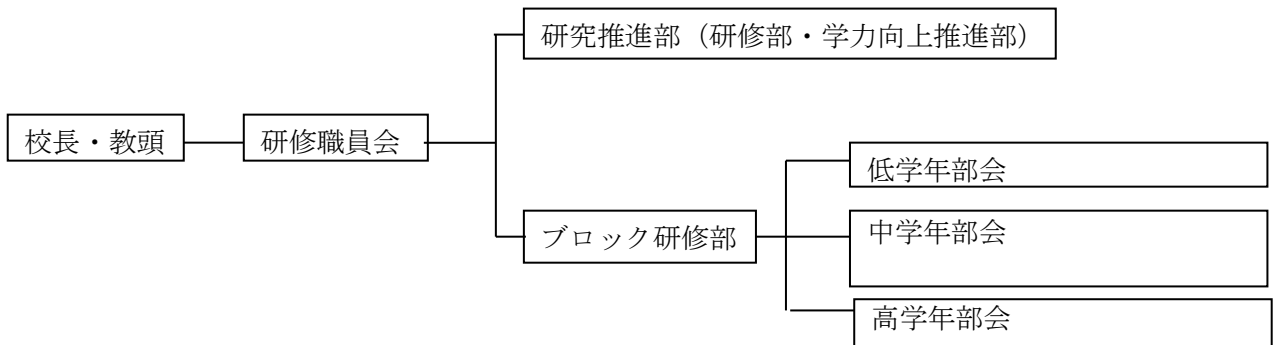 研究推進部（研修部・学力向上推進部）
校長・教頭
研修職員会
低学年部会
ブロック研修部
中学年部会
高学年部会